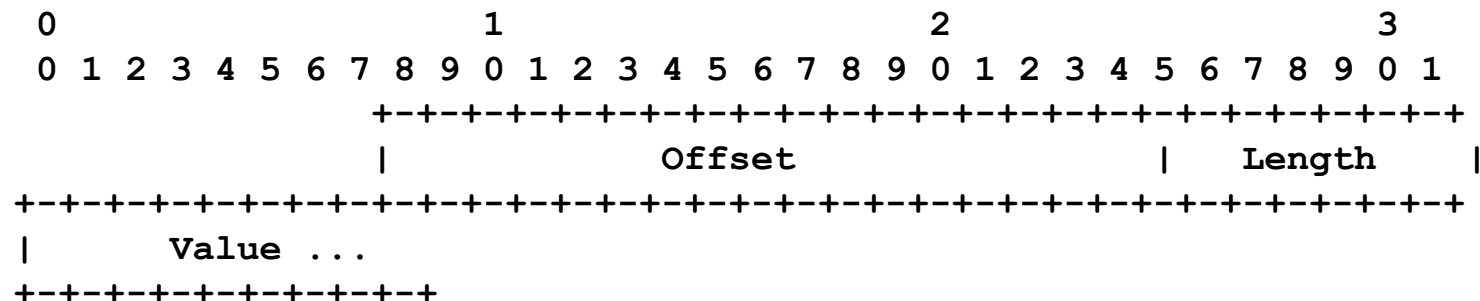 0                   1                   2                   3
0 1 2 3 4 5 6 7 8 9 0 1 2 3 4 5 6 7 8 9 0 1 2 3 4 5 6 7 8 9 0 1
+-+-+-+-+-+-+-+-+-+-+-+-+-+-+-+-+-+-+-+-+-+-+-+-+
| Offset | Length |
+-+-+-+-+-+-+-+-+-+-+-+-+-+-+-+-+-+-+-+-+-+-+-+-+-+-+-+-+-+-+-+-+
| Value ...
+-+-+-+-+-+-+-+-+-+